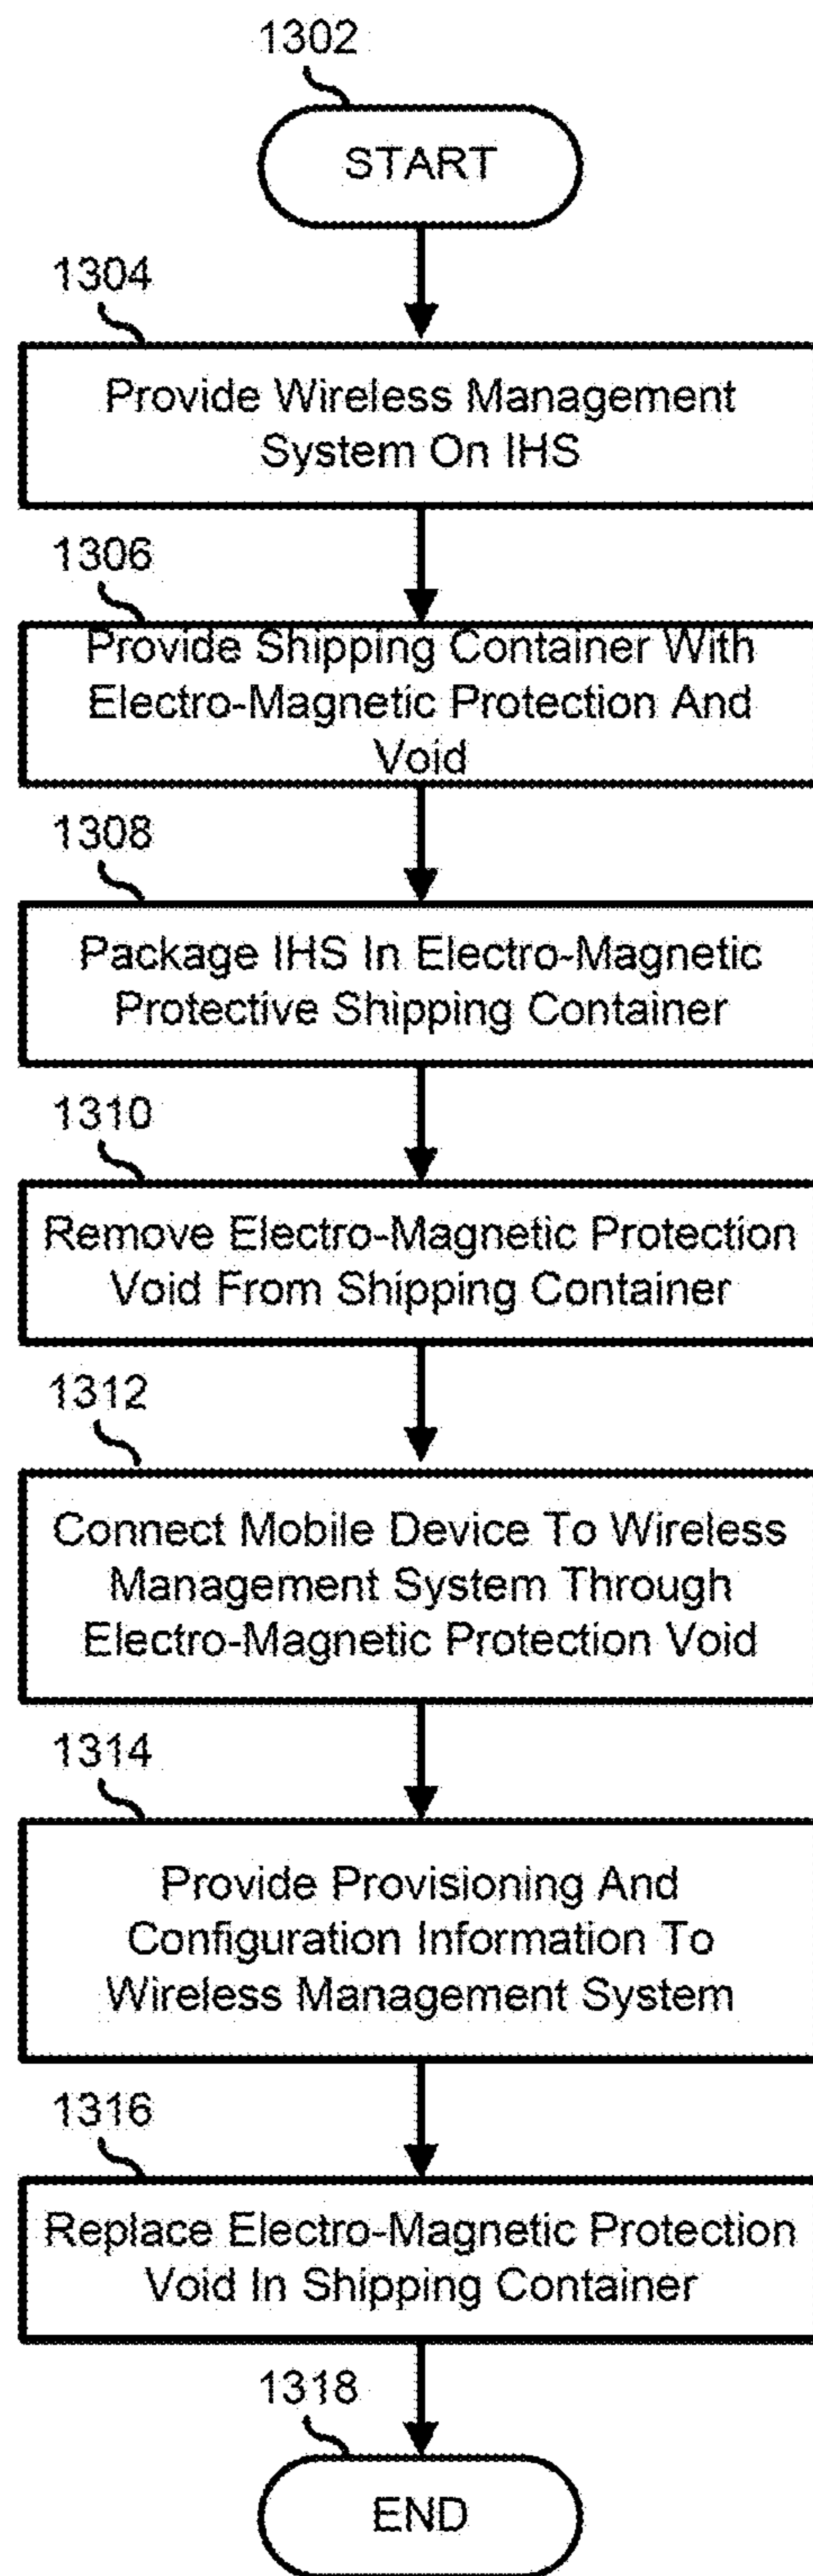 1302
START
1304
Provide Wireless Management
System On IHS
1306
Provide Shipping Container With
Electro-Magnetic Protection And
Void
1308
Package IHS In Electro-Magnetic
Protective Shipping Container
1310
Remove Electro-Magnetic Protection
Void From Shipping Container
1312
Connect Mobile Device To Wireless
Management System Through
Electro-Magnetic Protection Void
1314
Provide Provisioning And
Configuration Information To
Wireless Management System
1316
Replace Electro-Magnetic Protection
Void In Shipping Container
1318
END